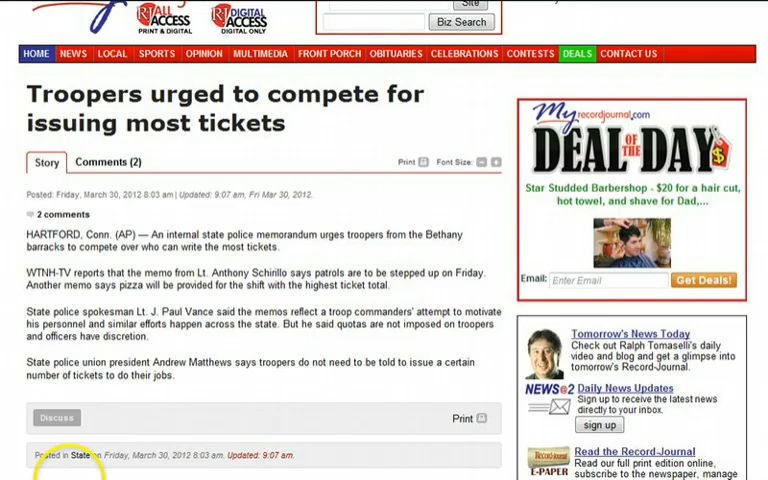 RJ ALL ACCESS
PRINT & DIGITAL
RJ DIGITAL ACCESS
DIGITAL ONLY
Site
Biz Search
HOME NEWS LOCAL SPORTS OPINION MULTIMEDIA FRONT PORCH OBITUARIES CELEBRATIONS CONTESTS DEALS CONTACT US
Troopers urged to compete for
issuing most tickets
Story Comments (2)
Print Font Size:
Posted: Friday, March 30, 2012 8:03 am | Updated: 9:07 am, Fri Mar 30, 2012.
2 comments
HARTFORD, Conn. (AP) — An internal state police memorandum urges troopers from the Bethany
barracks to compete over who can write the most tickets.
WTNH-TV reports that the memo from Lt. Anthony Schirillo says patrols are to be stepped up on Friday.
Another memo says pizza will be provided for the shift with the highest ticket total.
State police spokesman Lt. J. Paul Vance said the memos reflect a troop commanders' attempt to motivate
his personnel and similar efforts happen across the state. But he said quotas are not imposed on troopers
and officers have discretion.
State police union president Andrew Matthews says troopers do not need to be told to issue a certain
number of tickets to do their jobs.
Discuss
Print
Posted in State on Friday, March 30, 2012 8:03 am. Updated: 9:07 am.
My recordjournal.com
DEAL OF THE DAY $
Star Studded Barbershop - $20 for a hair cut,
hot towel, and shave for Dad,...
Email: Enter Email Get Deals!
Tomorrow's News Today
Check out Ralph Tomaselli's daily
video and blog and get a glimpse into
tomorrow's Record-Journal.
NEWS@2 Daily News Updates
Sign up to receive the latest news
directly to your inbox.
sign up
Record-Journal
E-PAPER
Read the Record-Journal
Read our full print edition online,
subscribe to the newspaper, manage